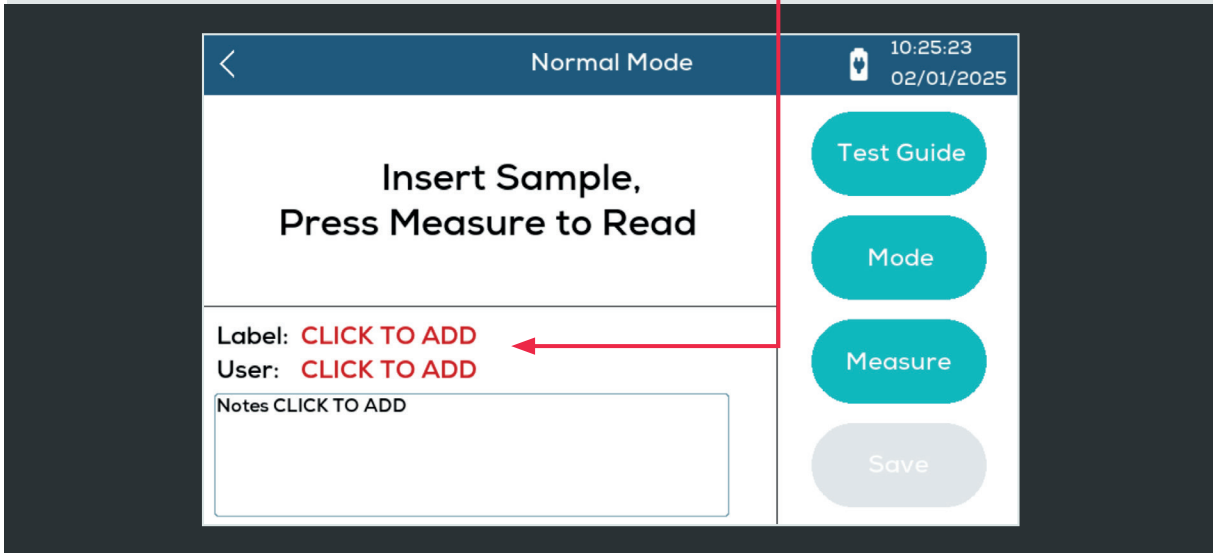 Normal Mode
10:25:23
02/01/2025
Insert Sample,
Press Measure to Read
Label: CLICK TO ADD
User: CLICK TO ADD
Notes CLICK TO ADD
Test Guide
Mode
Measure
Save